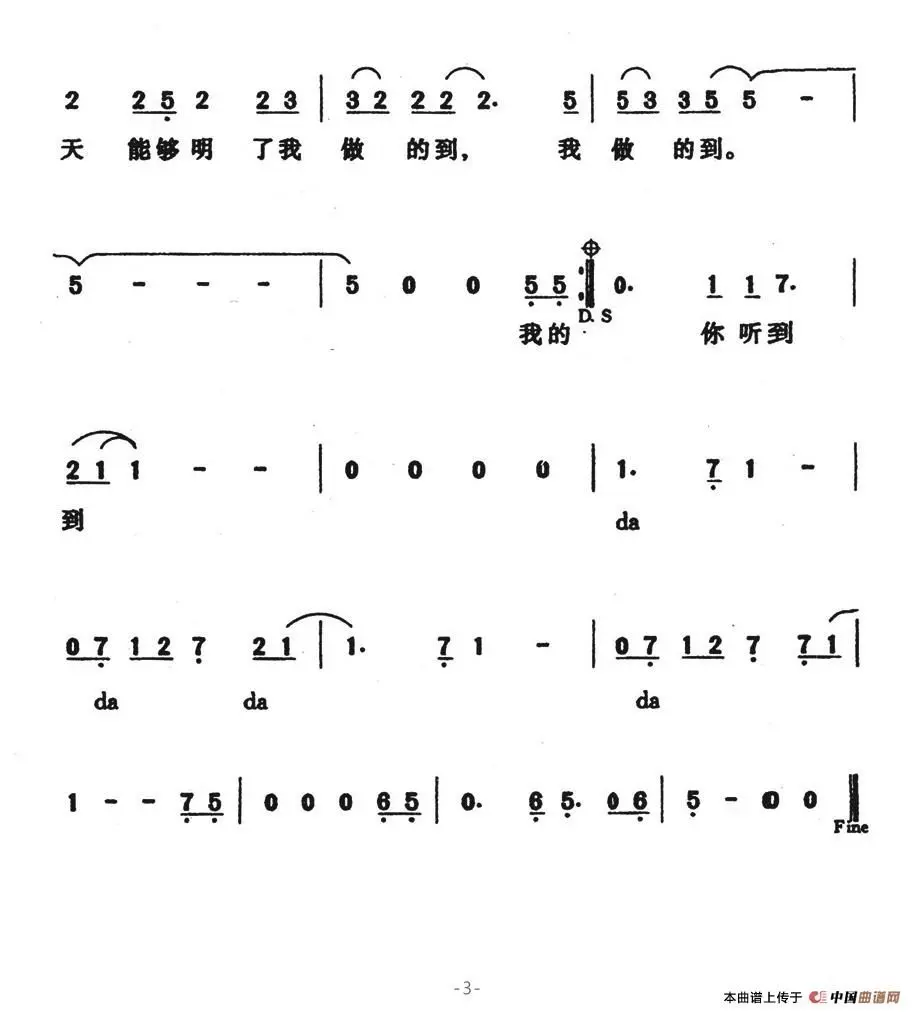 2 2 5 2 2 3 | 3 2 2 2 2. 5 | 5 3 3 5 5 -
天 能够明 了我 做 的到, 我 做 的到。
5 - - - | 5 0 0 5 5 0. 1 1 7. |
D. S
我的 你 听到
2 1 1 - - | 0 0 0 0 | 1. 7 1 - |
到 da
0 7 1 2 7 2 1 | 1. 7 1 - | 0 7 1 2 7 7 1 |
da da da
1 - - 7 5 | 0 0 0 6 5 | 0. 6 5. 0 6 | 5 - 0 0
Fine
-3-
本曲谱上传于 中国曲谱网